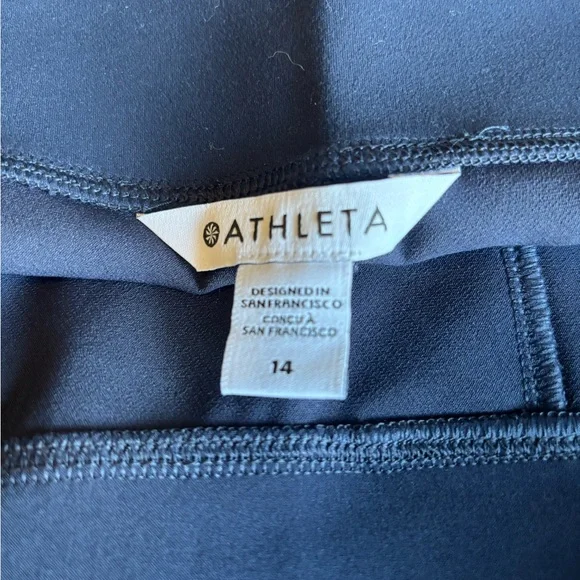 ATHLETA
DESIGNED IN
SAN FRANCISCO
CONÇU À
SAN FRANCISCO
14